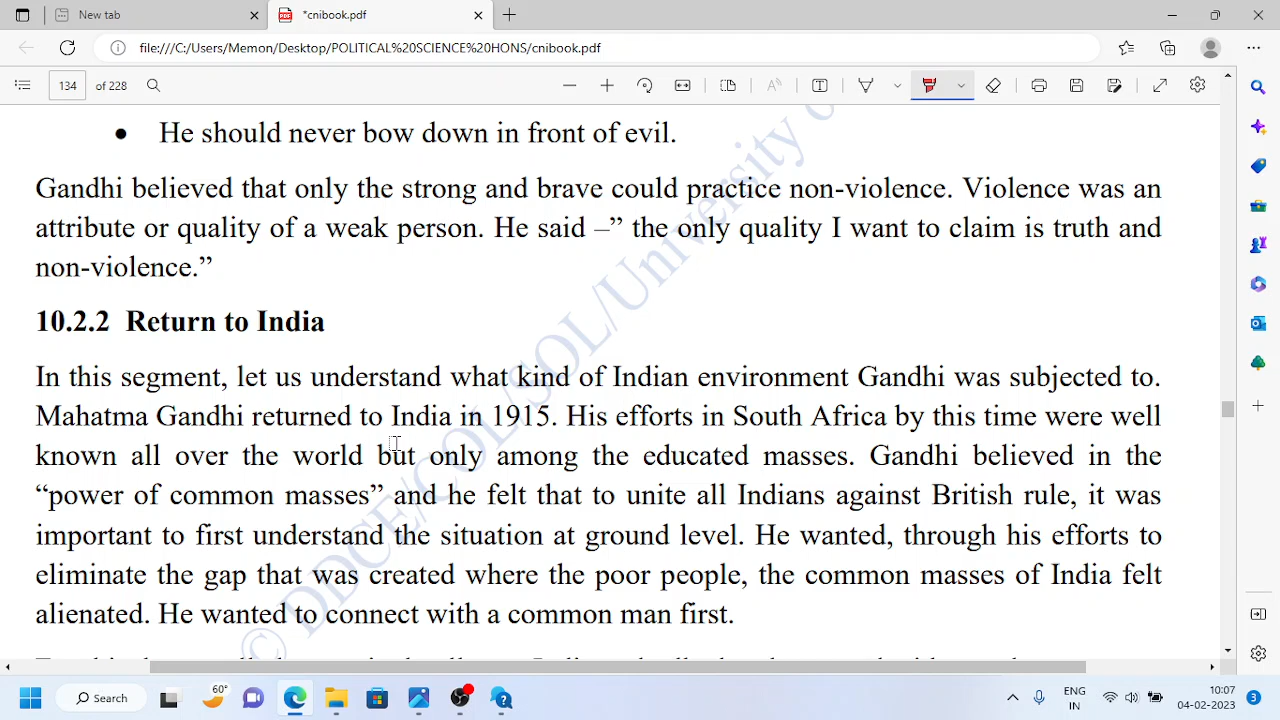 New tab
*cnibook.pdf
file:///C:/Users/Memon/Desktop/POLITICAL%20SCIENCE%20HONS/cnibook.pdf
134 of 228
• He should never bow down in front of evil.
Gandhi believed that only the strong and brave could practice non-violence. Violence was an
attribute or quality of a weak person. He said –” the only quality I want to claim is truth and
non-violence.”
10.2.2 Return to India
In this segment, let us understand what kind of Indian environment Gandhi was subjected to.
Mahatma Gandhi returned to India in 1915. His efforts in South Africa by this time were well
known all over the world but only among the educated masses. Gandhi believed in the
“power of common masses” and he felt that to unite all Indians against British rule, it was
important to first understand the situation at ground level. He wanted, through his efforts to
eliminate the gap that was created where the poor people, the common masses of India felt
alienated. He wanted to connect with a common man first.
© DDCE/COL/SOL/University of
60°
Search
ENG
IN
10:07
04-02-2023
3